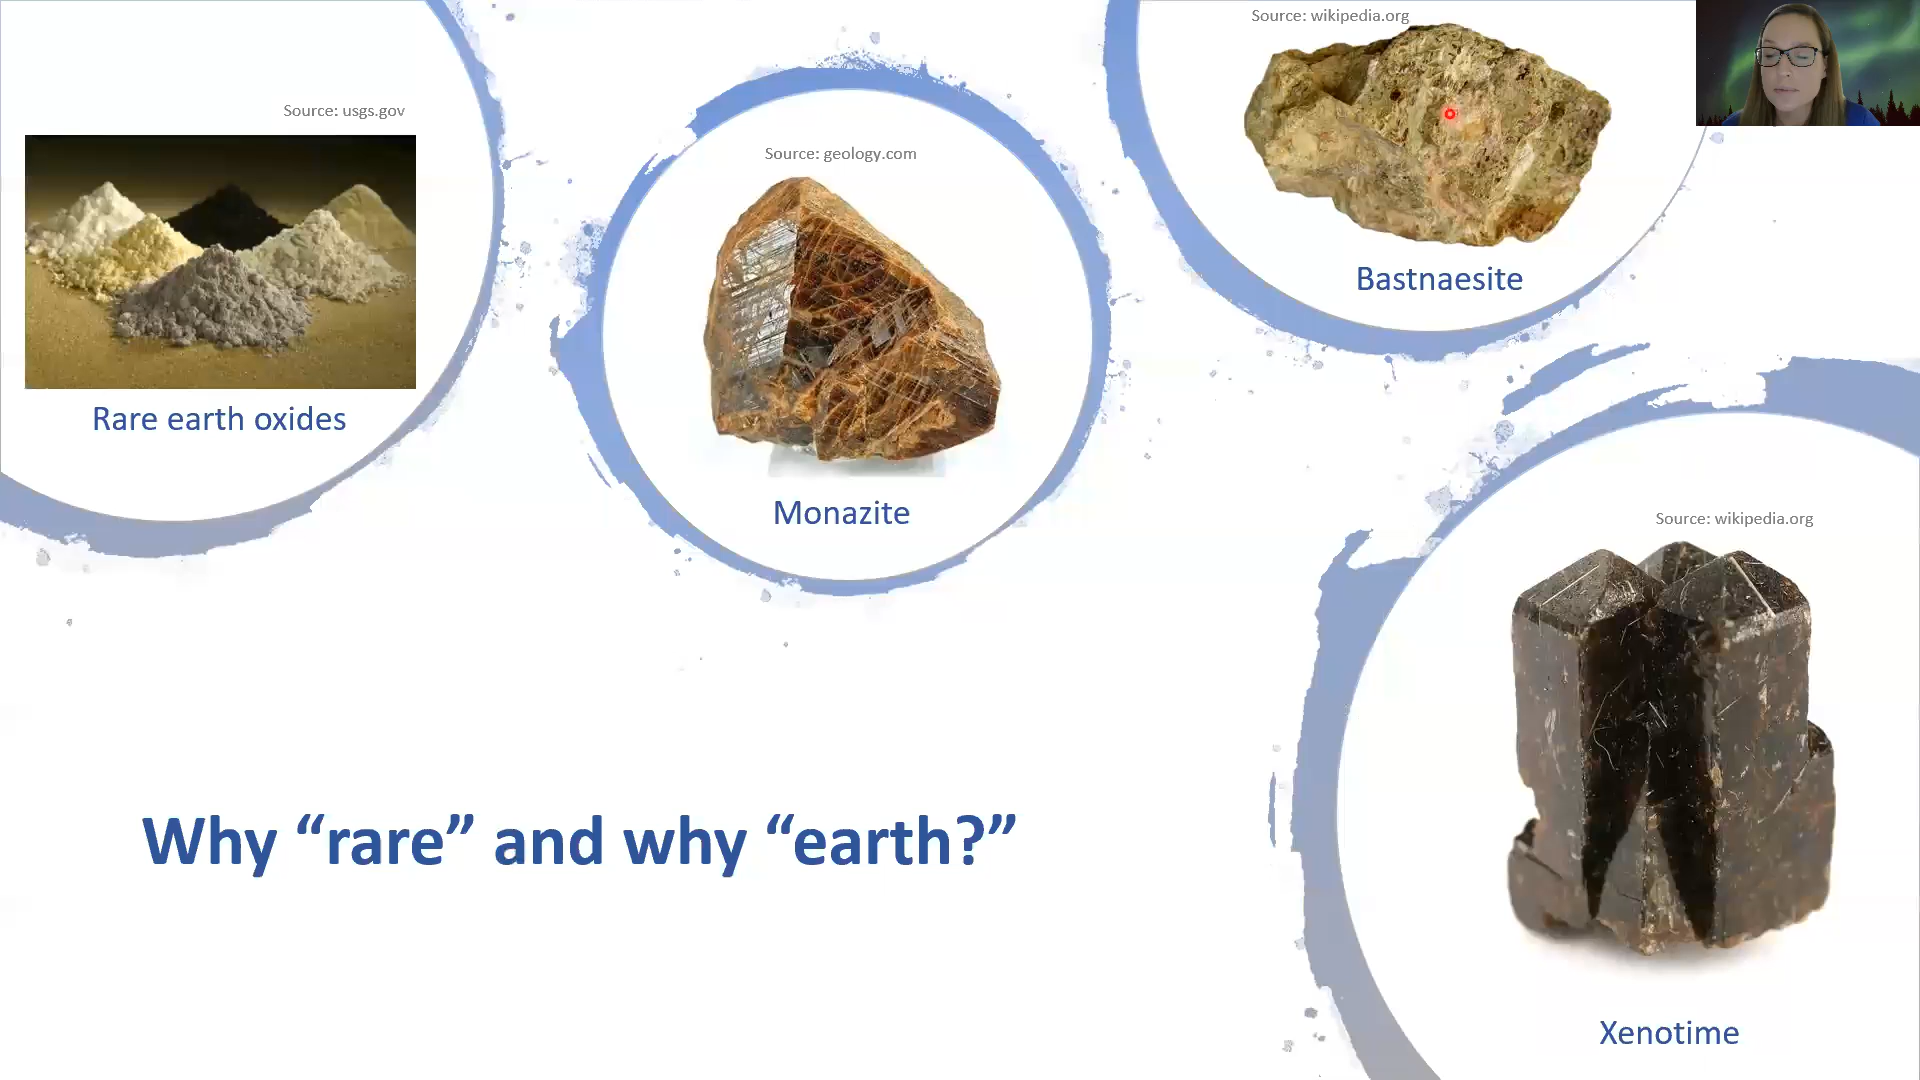 Source: usgs.gov
Rare earth oxides
Source: geology.com
Monazite
Source: wikipedia.org
Bastnaesite
Source: wikipedia.org
Xenotime
Why “rare” and why “earth?”